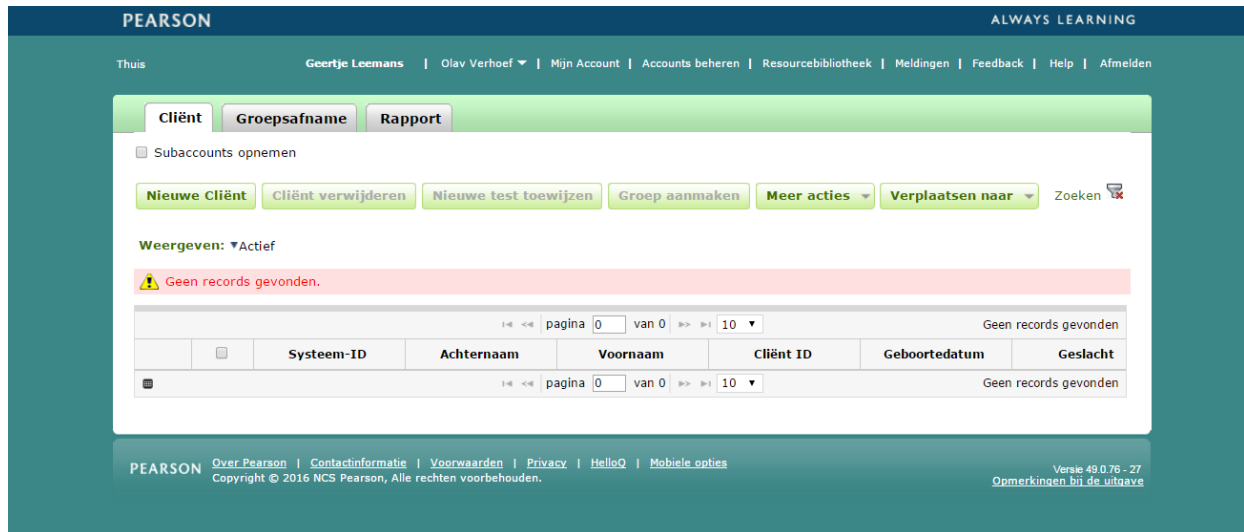 PEARSON ALWAYS LEARNING
Thuis Geertje Leemans | Olav Verhoef | Mijn Account | Accounts beheren | Resourcebibliotheek | Meldingen | Feedback | Help | Afmelden
Cliënt Groepsafname Rapport
Subaccounts opnemen
Nieuwe Cliënt Cliënt verwijderen Nieuwe test toewijzen Groep aanmaken Meer acties Verplaatsen naar Zoeken
Weergeven: Actief
Geen records gevonden.
pagina 0 van 0 10 Geen records gevonden
Systeem-ID Achternaam Voornaam Cliënt ID Geboortedatum Geslacht
pagina 0 van 0 10 Geen records gevonden
PEARSON Over Pearson | Contactinformatie | Voorwaarden | Privacy | HelloQ | Mobiele opties
Copyright © 2016 NCS Pearson, Alle rechten voorbehouden.
Versie 49.0.76 - 27
Opmerkingen bij de uitgave